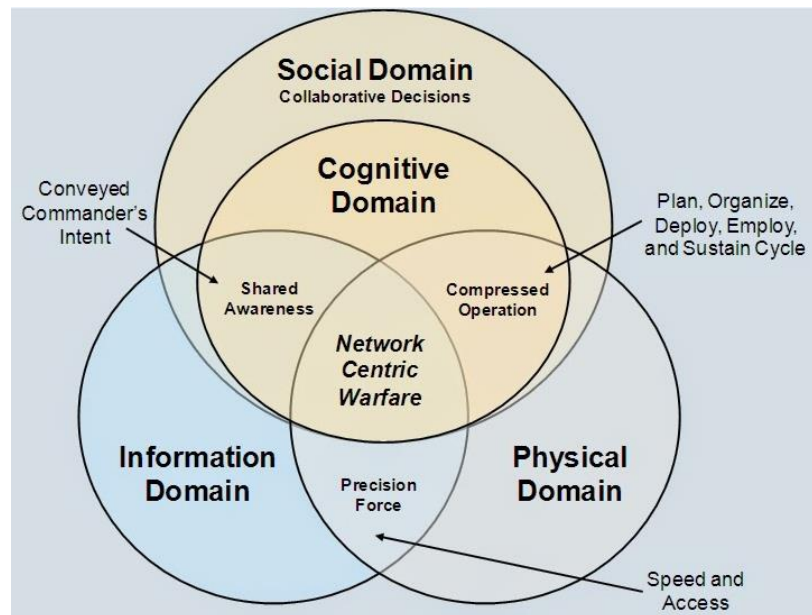 Social Domain
Collaborative Decisions
Cognitive
Domain
Conveyed
Commander's
Intent
Plan, Organize,
Deploy, Employ,
and Sustain Cycle
Shared
Awareness
Compressed
Operation
Network
Centric
Warfare
Information
Domain
Physical
Domain
Precision
Force
Speed and
Access